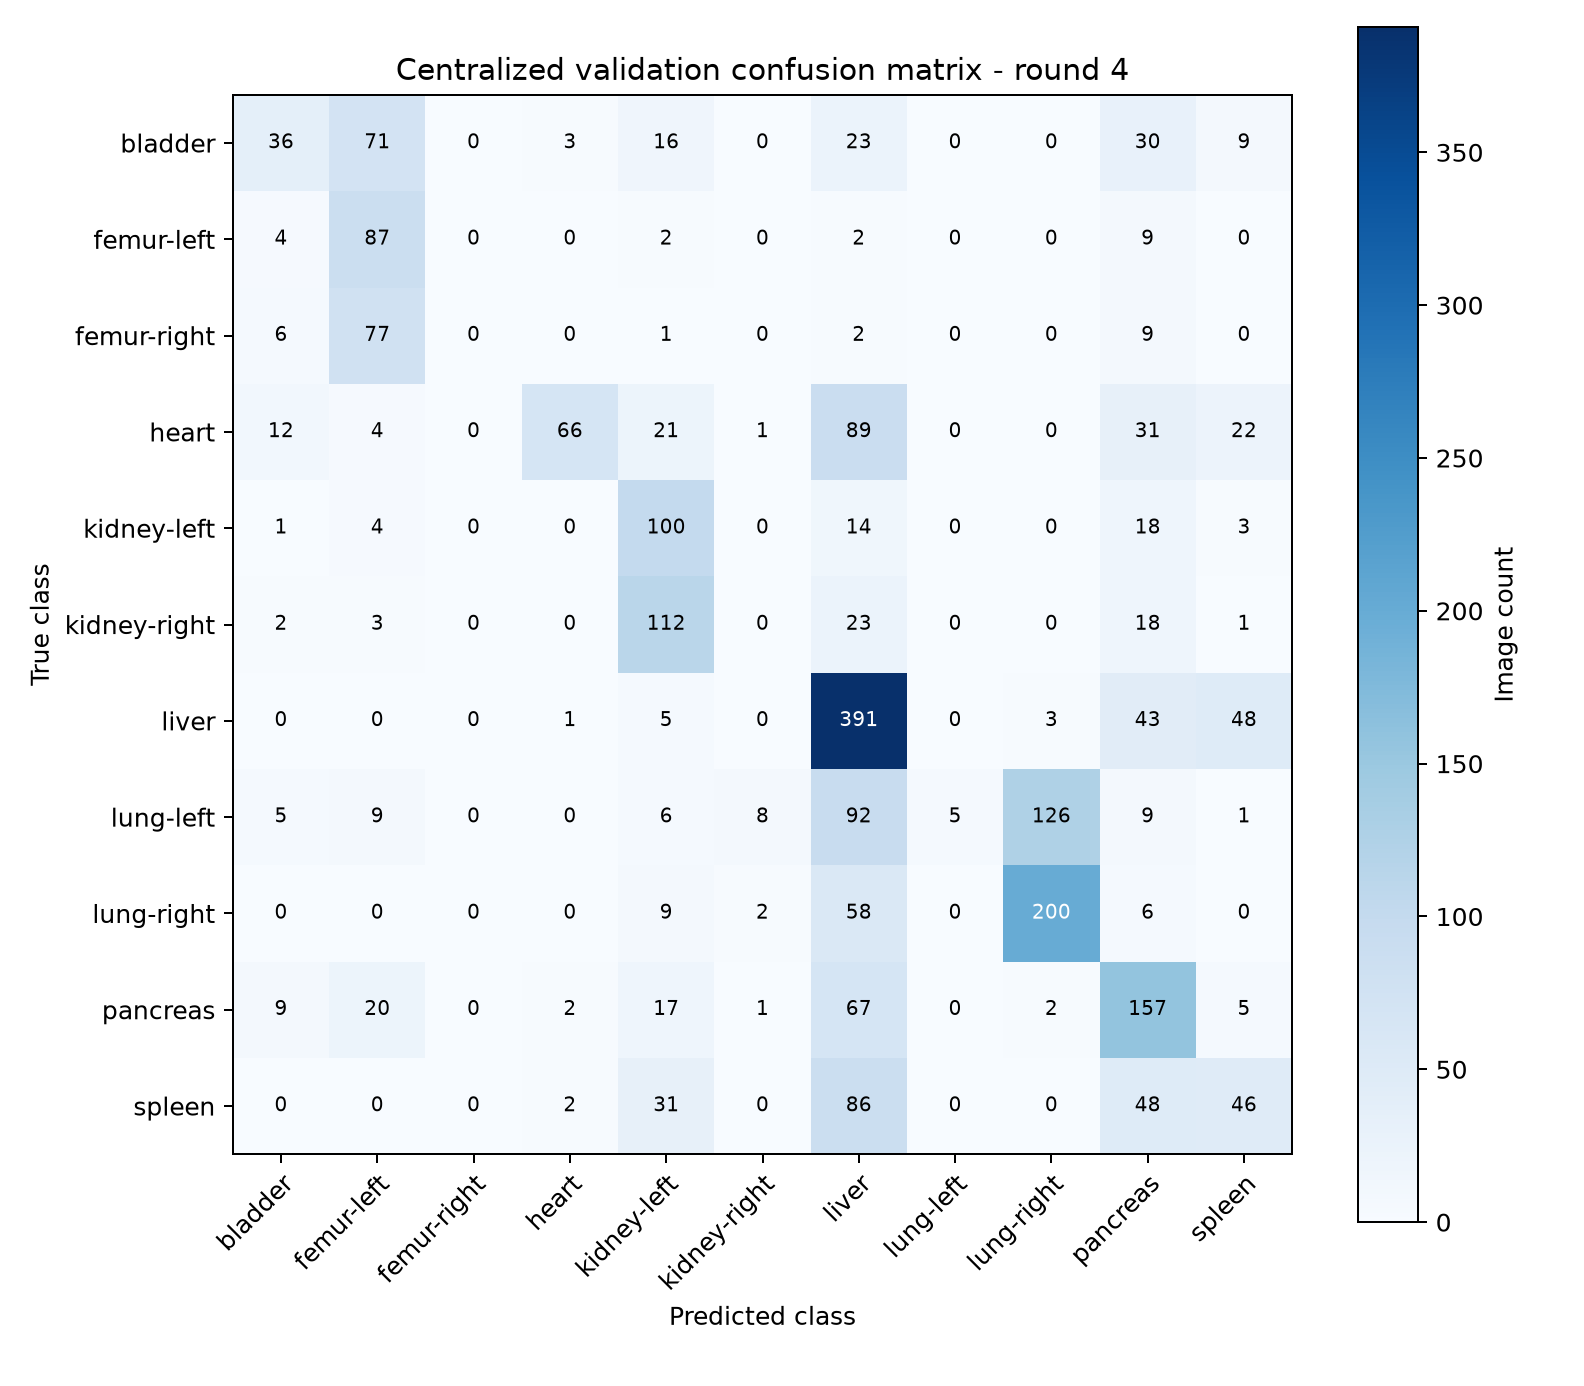 Centralized validation confusion matrix - round 4
bladder 36 71 0 3 16 0 23 0 0 30 9
femur-left 4 87 0 0 2 0 2 0 0 9 0
femur-right 6 77 0 0 1 0 2 0 0 9 0
heart 12 4 0 66 21 1 89 0 0 31 22
kidney-left 1 4 0 0 100 0 14 0 0 18 3
kidney-right 2 3 0 0 112 0 23 0 0 18 1
liver 0 0 0 1 5 0 391 0 3 43 48
lung-left 5 9 0 0 6 8 92 5 126 9 1
lung-right 0 0 0 0 9 2 58 0 200 6 0
pancreas 9 20 0 2 17 1 67 0 2 157 5
spleen 0 0 0 2 31 0 86 0 0 48 46
True class
bladder femur-left femur-right heart kidney-left kidney-right liver lung-left lung-right pancreas spleen
Predicted class
350
300
250
200
150
100
50
0
Image count